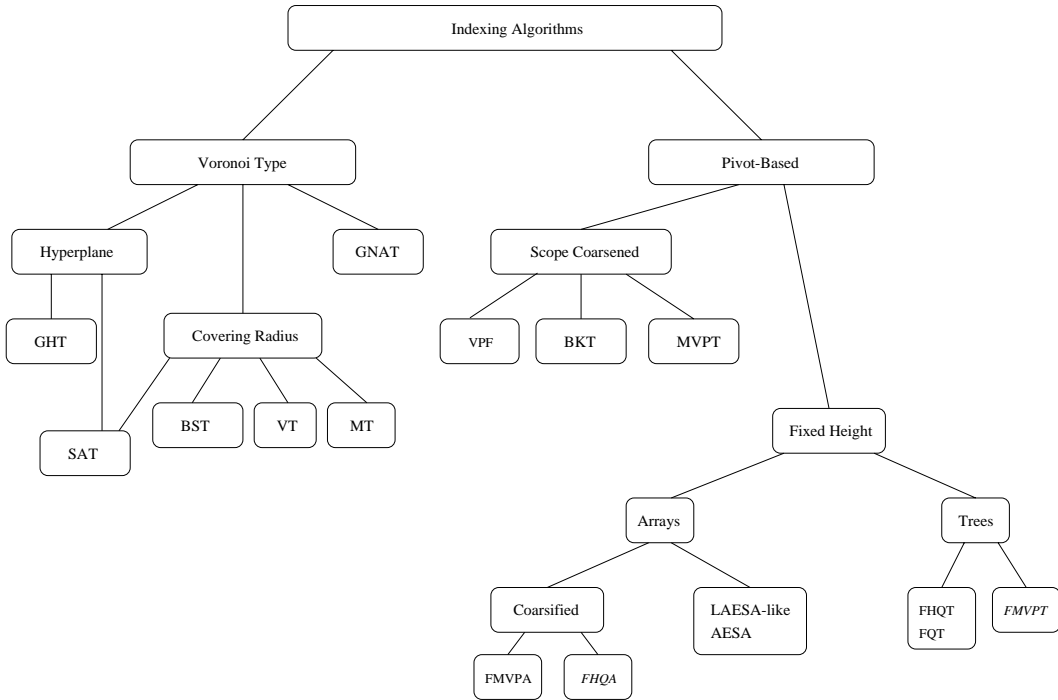 Indexing Algorithms
Voronoi Type
Pivot-Based
Hyperplane
GNAT
Scope Coarsened
GHT
Covering Radius
VPF
BKT
MVPT
SAT
BST
VT
MT
Fixed Height
Arrays
Trees
Coarsified
LAESA-like
AESA
FHQT
FQT
FMVPT
FMVPA
FHQA